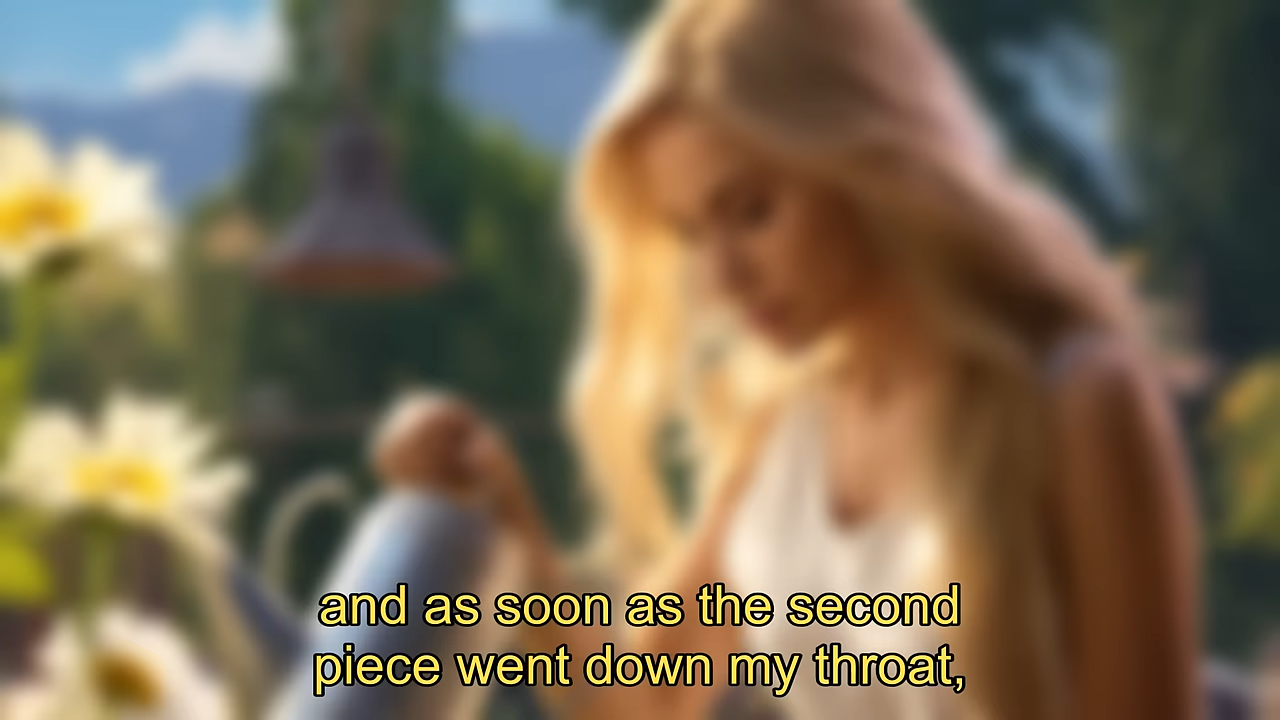 and as soon as the second
piece went down my throat,